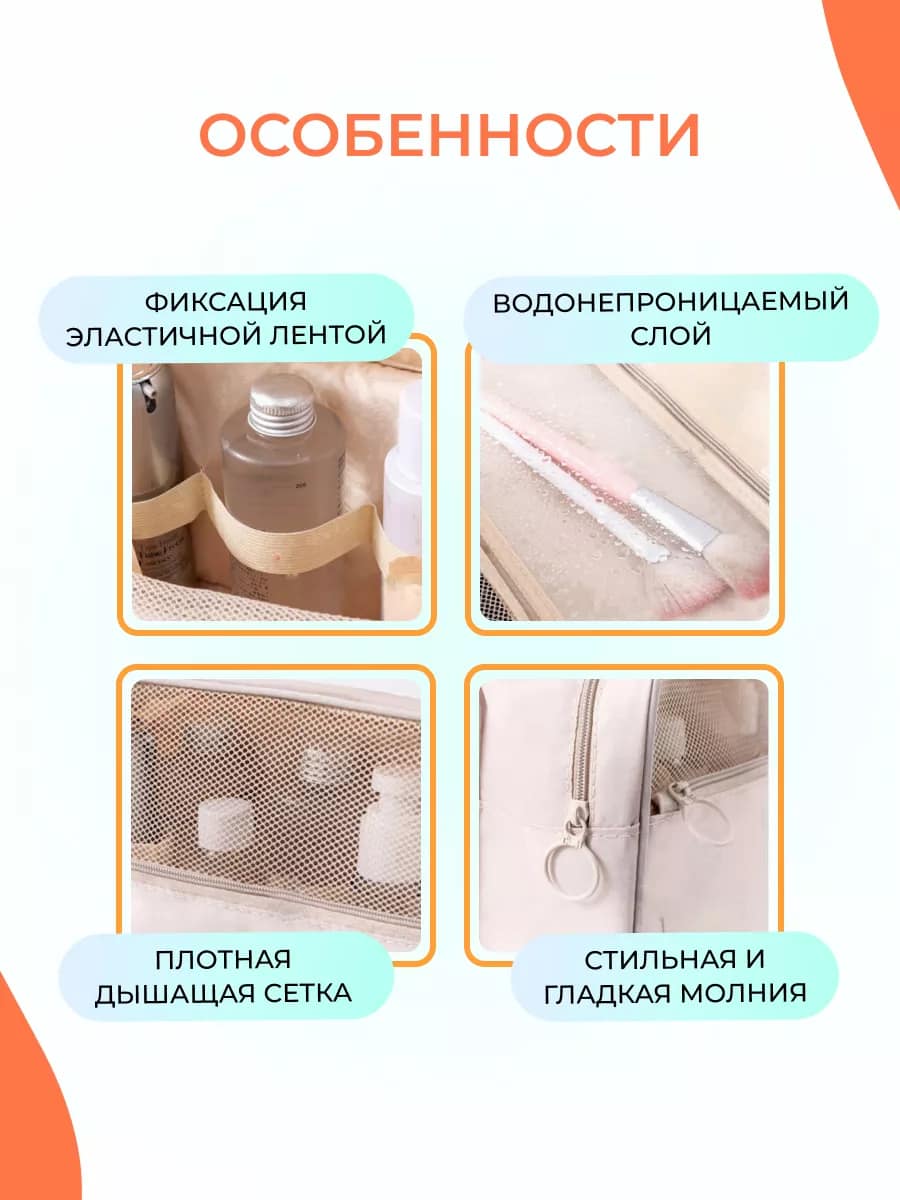 ОСОБЕННОСТИ
ФИКСАЦИЯ
ЭЛАСТИЧНОЙ ЛЕНТОЙ
ВОДОНЕПРОНИЦАЕМЫЙ
СЛОЙ
ПЛОТНАЯ
ДЫШАЩАЯ СЕТКА
СТИЛЬНАЯ И
ГЛАДКАЯ МОЛНИЯ